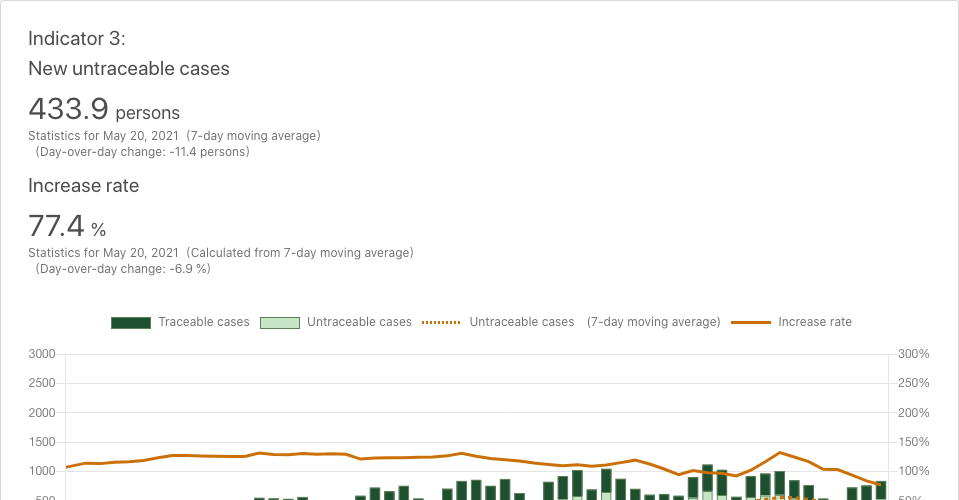 Indicator 3:
New untraceable cases
433.9 persons
Statistics for May 20, 2021 (7-day moving average)
(Day-over-day change: -11.4 persons)
Increase rate
77.4 %
Statistics for May 20, 2021 (Calculated from 7-day moving average)
(Day-over-day change: -6.9 %)
Traceable cases Untraceable cases Untraceable cases (7-day moving average) Increase rate
3000 300%
2500 250%
2000 200%
1500 150%
1000 100%
500 50%